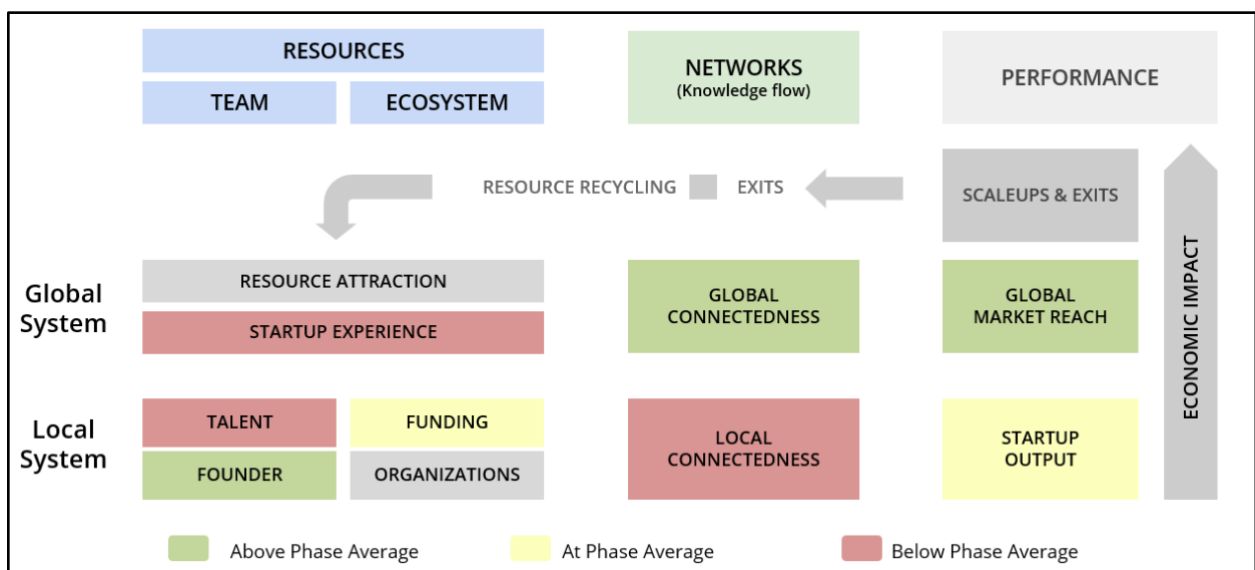 RESOURCES
TEAM
ECOSYSTEM
NETWORKS
(Knowledge flow)
PERFORMANCE
RESOURCE RECYCLING
EXITS
SCALEUPS & EXITS
Global
System
RESOURCE ATTRACTION
STARTUP EXPERIENCE
GLOBAL
CONNECTEDNESS
GLOBAL
MARKET REACH
ECONOMIC IMPACT
Local
System
TALENT
FUNDING
FOUNDER
ORGANIZATIONS
LOCAL
CONNECTEDNESS
STARTUP
OUTPUT
Above Phase Average
At Phase Average
Below Phase Average